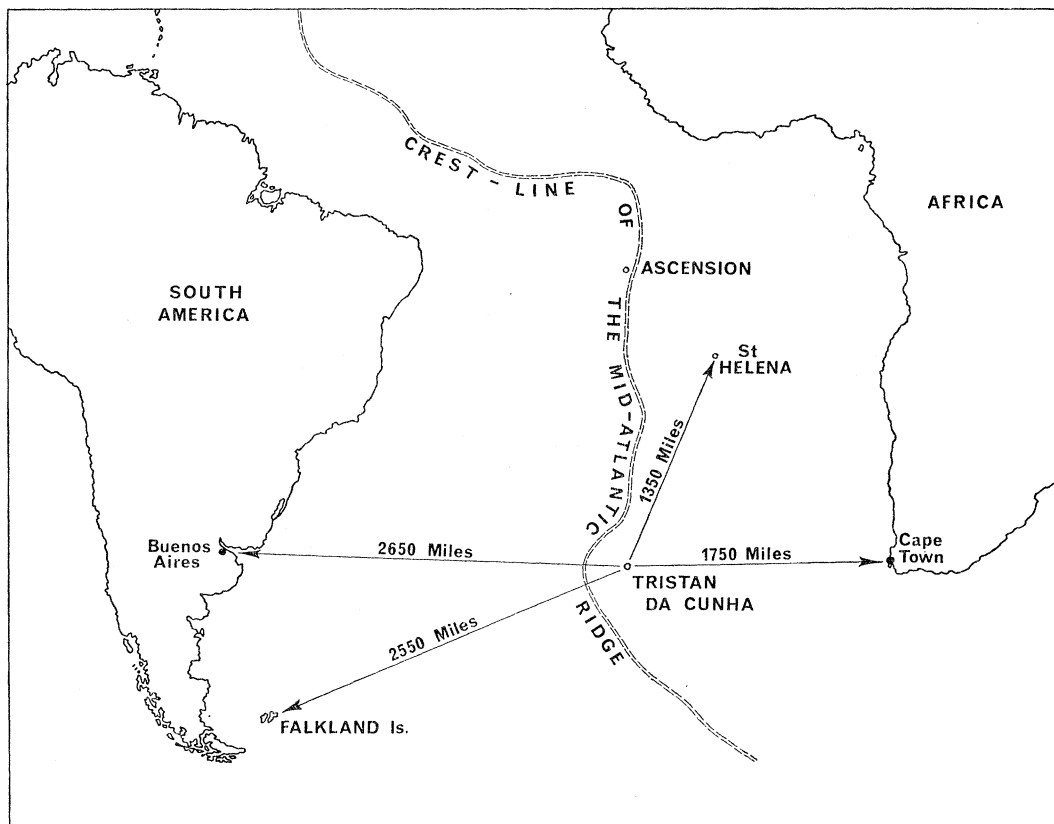 CREST-LINE OF THE MID-ATLANTIC RIDGE
AFRICA
ASCENSION
SOUTH
AMERICA
St
HELENA
1350 Miles
Buenos
Aires
2650 Miles
1750 Miles
Cape
Town
TRISTAN
DA CUNHA
2550 Miles
FALKLAND Is.